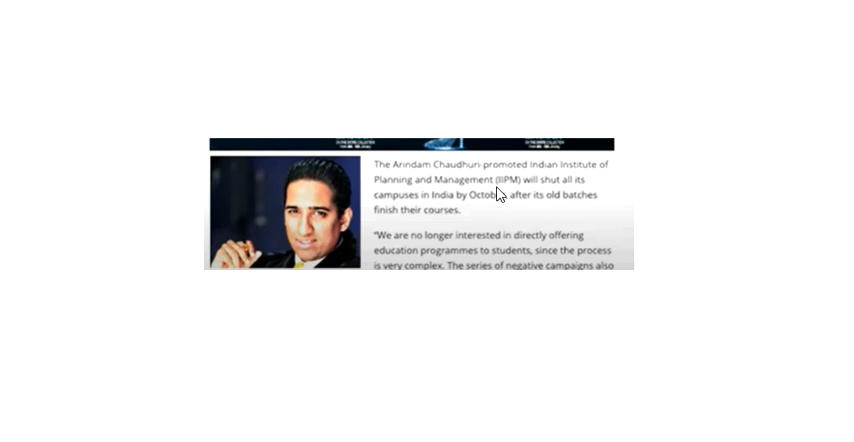 The Arindam Chaudhuri-promoted Indian Institute of
Planning and Management (IIPM) will shut all its
campuses in India by after its old batches
finish their courses.
"We are no longer interested in directly offering
education programmes to students, since the process
is very complex. The series of negative campaigns also